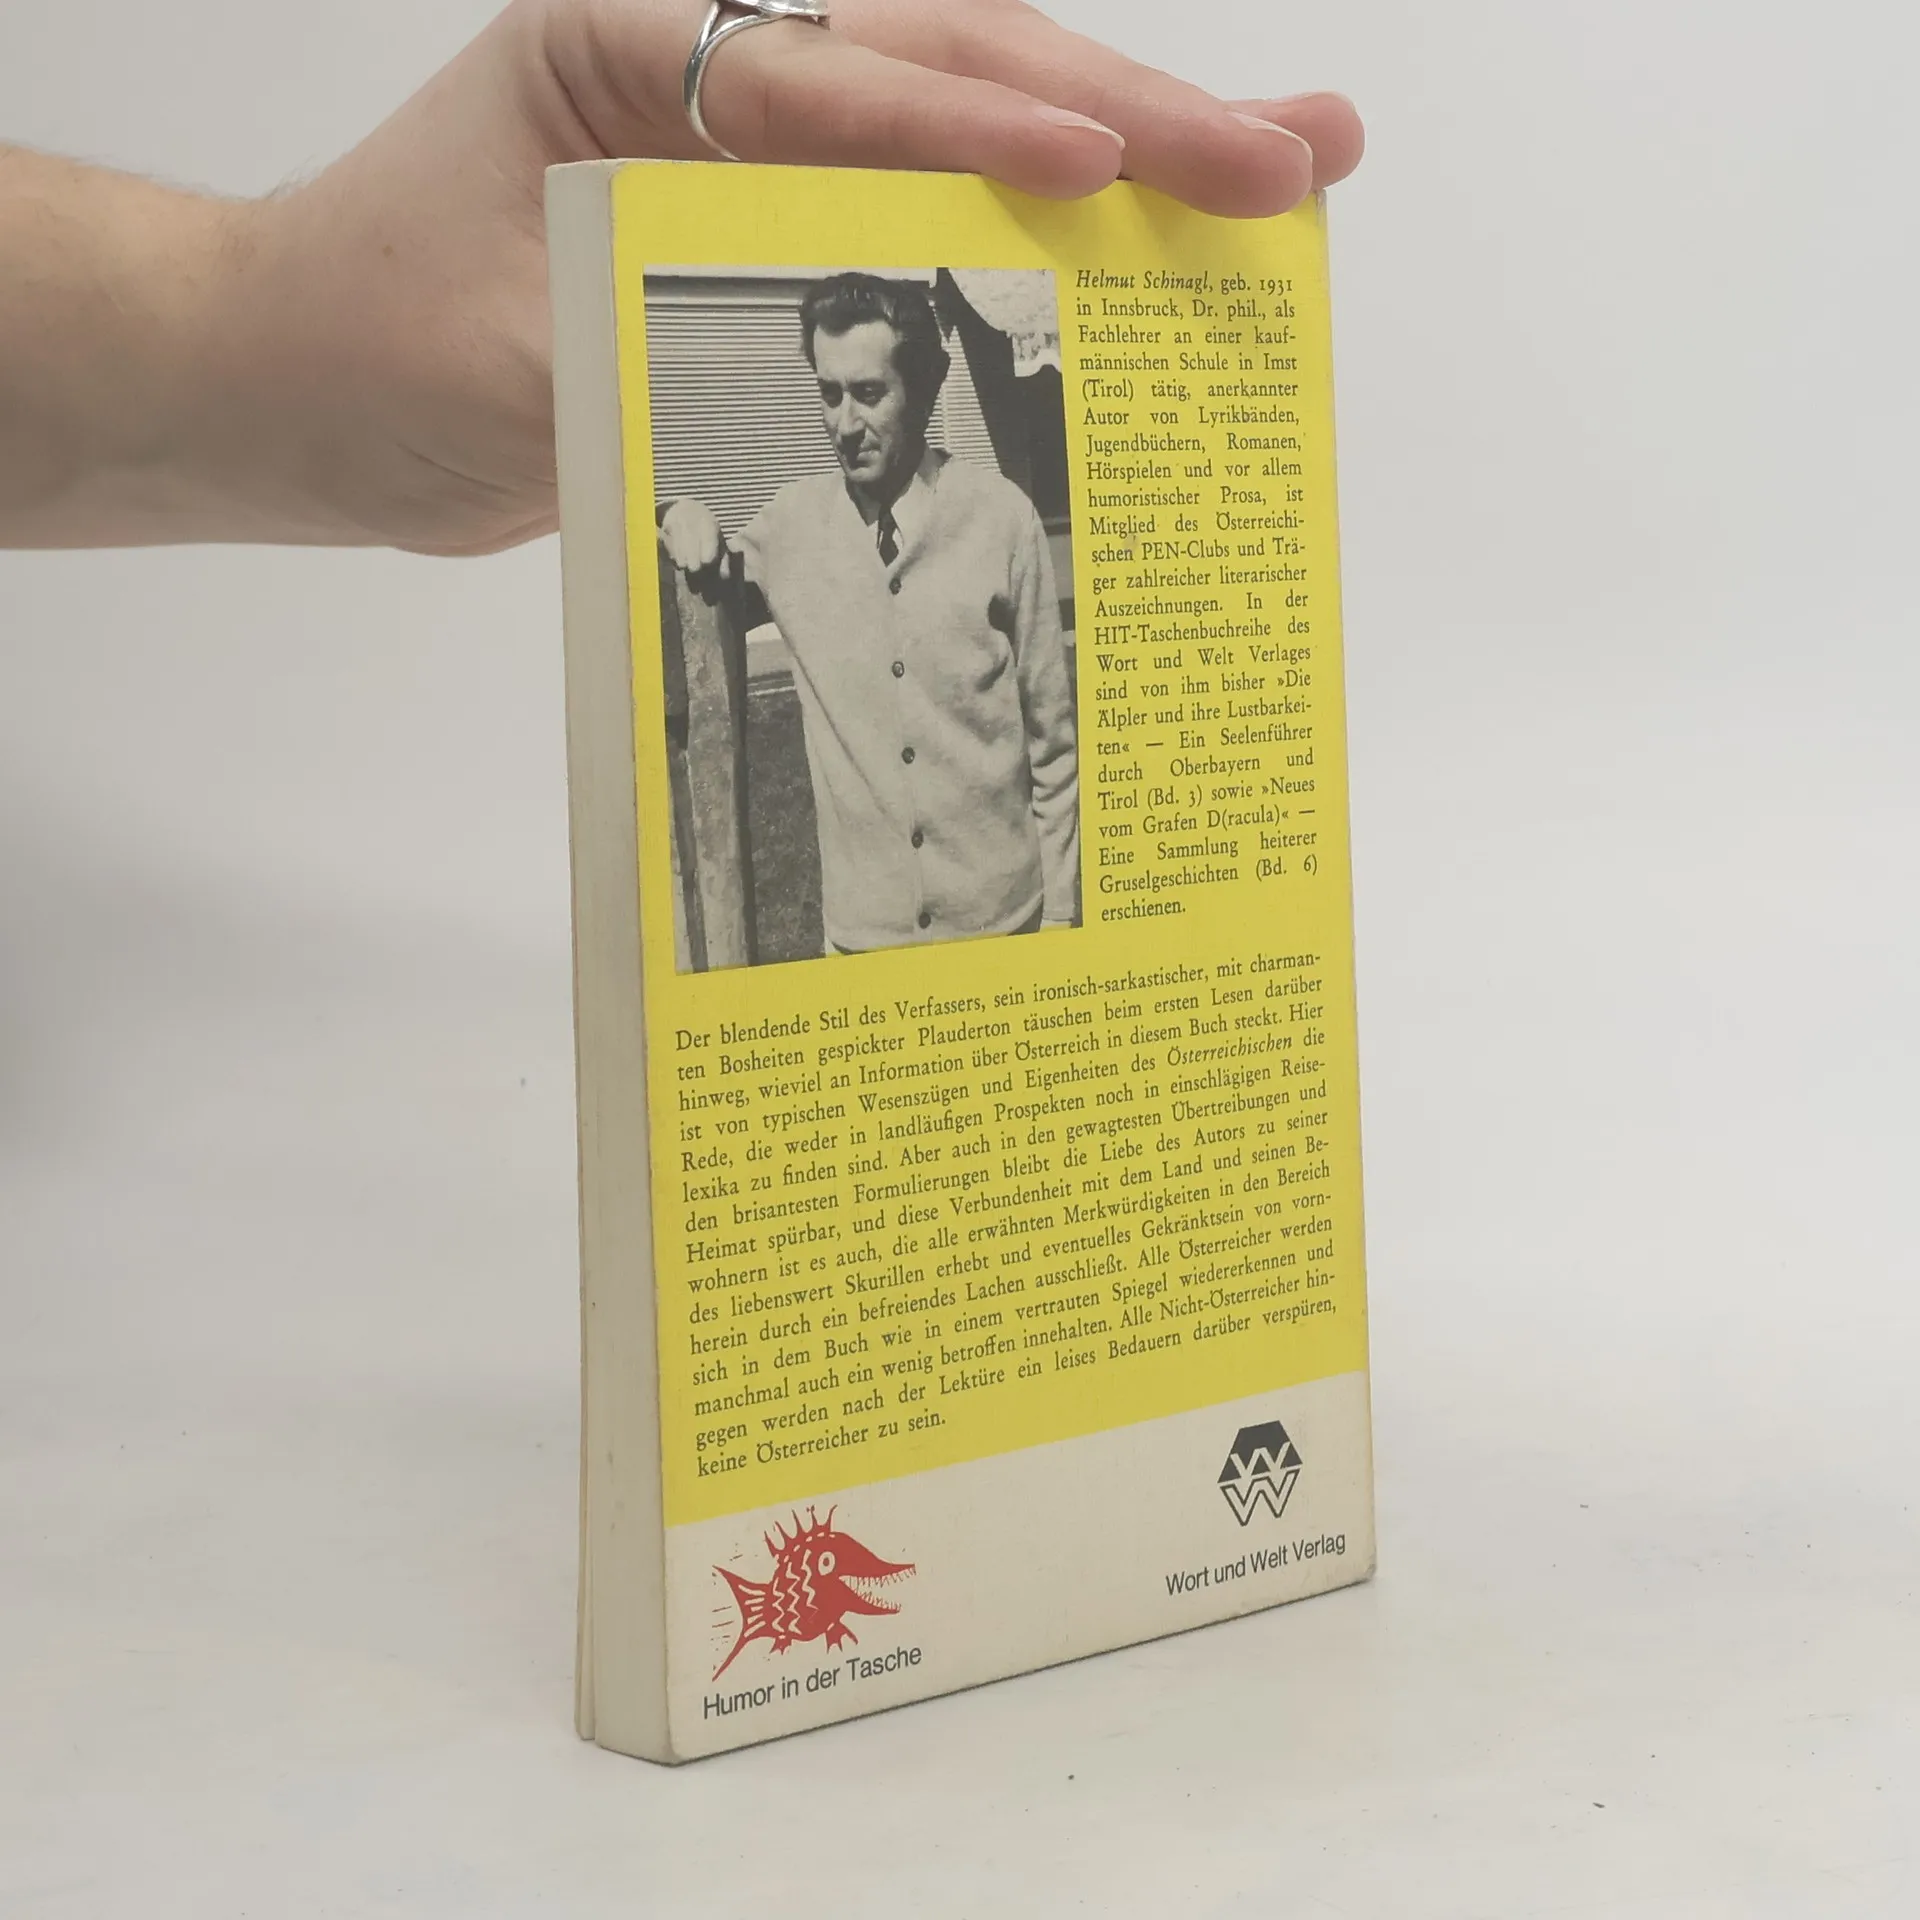 Helmut Schinagl, geb. 1931
in Innsbruck, Dr. phil., als
Fachlehrer an einer kauf-
männischen Schule in Imst
(Tirol) tätig, anerkannter
Autor von Lyrikbänden,
Jugendbüchern, Romanen,
Hörspielen und vor allem
humoristischer Prosa, ist
Mitglied des Österreichi-
schen PEN-Clubs und Trä-
ger zahlreicher literarischer
Auszeichnungen. In der
HIT-Taschenbuchreihe des
Wort und Welt Verlages
sind von ihm bisher »Die
Älpler und ihre Lustbarkei-
ten« — Ein Seelenführer
durch Oberbayern und
Tirol (Bd. 3) sowie »Neues
vom Grafen D(racula)« —
Eine Sammlung heiterer
Gruselgeschichten (Bd. 6)
erschienen.
Der blendende Stil des Verfassers, sein ironisch-sarkastischer, mit charman-
ten Bosheiten gespickter Plauderton täuschen beim ersten Lesen darüber
hinweg, wieviel an Information über Österreich in diesem Buch steckt. Hier
ist von typischen Wesenszügen und Eigenheiten des Österreichischen die
Rede, die weder in landläufigen Prospekten noch in einschlägigen Reise-
lexika zu finden sind. Aber auch in den gewagtesten Übertreibungen und
den brisantesten Formulierungen bleibt die Liebe des Autors zu seiner
Heimat spürbar, und diese Verbundenheit mit dem Land und seinen Be-
wohnern ist es auch, die alle erwähnten Merkwürdigkeiten in den Bereich
des liebenswert Skurillen erhebt und eventuelles Gekränktsein von vorn-
herein durch ein befreiendes Lachen ausschließt. Alle Österreicher werden
sich in dem Buch wie in einem vertrauten Spiegel wiedererkennen und
manchmal auch ein wenig betroffen innehalten. Alle Nicht-Österreicher hin-
gegen werden nach der Lektüre ein leises Bedauern darüber verspüren,
keine Österreicher zu sein.
WW
Wort und Welt Verlag
Humor in der Tasche